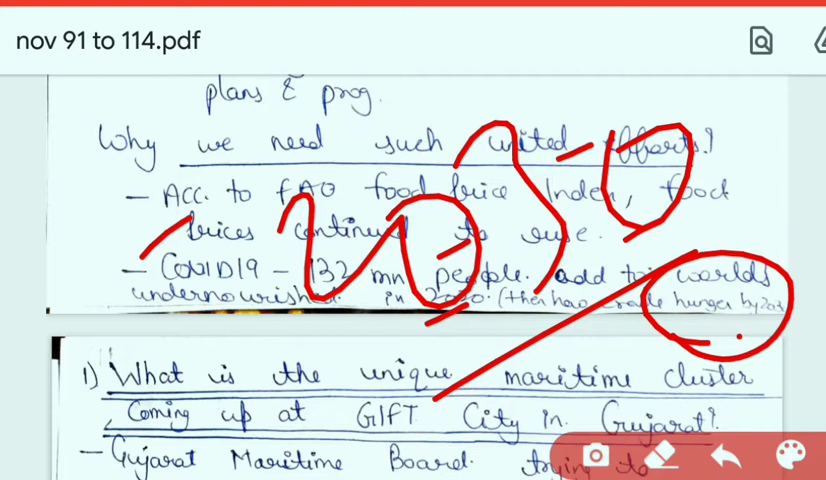 nov 91 to 114.pdf
plans & prog.
Why we need such united efforts?
- Acc. to FAO food price Index, food
prices continued to rise.
- COVID19 - 132 mn people add to worlds
undernourished in 2020. (then how hunger by
1) What is the unique maritime cluster
coming up at GIFT City in Gujarat?
- Gujarat Maritime Board trying to